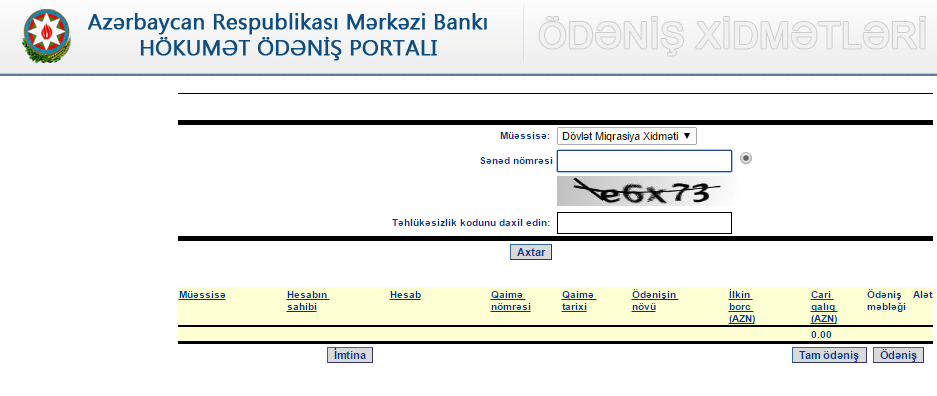 Azərbaycan Respublikası Mərkəzi Bankı
HÖKUMƏT ÖDƏNİŞ PORTALI
ÖDƏNİŞ XİDMƏTLƏRİ
Müəssisə: Dövlət Miqrasiya Xidməti
Sənəd nömrəsi
e6x73
Təhlükəsizlik kodunu daxil edin:
Axtar
Müəssisə Hesabın sahibi Hesab Qaimə nömrəsi Qaimə tarixi Ödənişin növü İlkin borc (AZN) Cari qalıq (AZN) Ödəniş məbləği Alət
0.00
İmtina Tam ödəniş Ödəniş